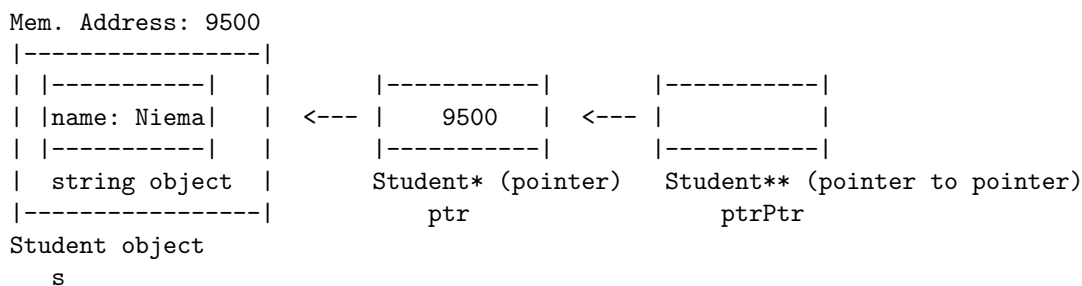 Mem. Address: 9500
|-----------------|
| |-----------|   |       |-----------|       |-----------|
| |name: Niema|   |  <--- |    9500   |  <--- |           |
| |-----------|   |       |-----------|       |-----------|
|  string object  |       Student* (pointer)   Student** (pointer to pointer)
|-----------------|           ptr                  ptrPtr
Student object
   s